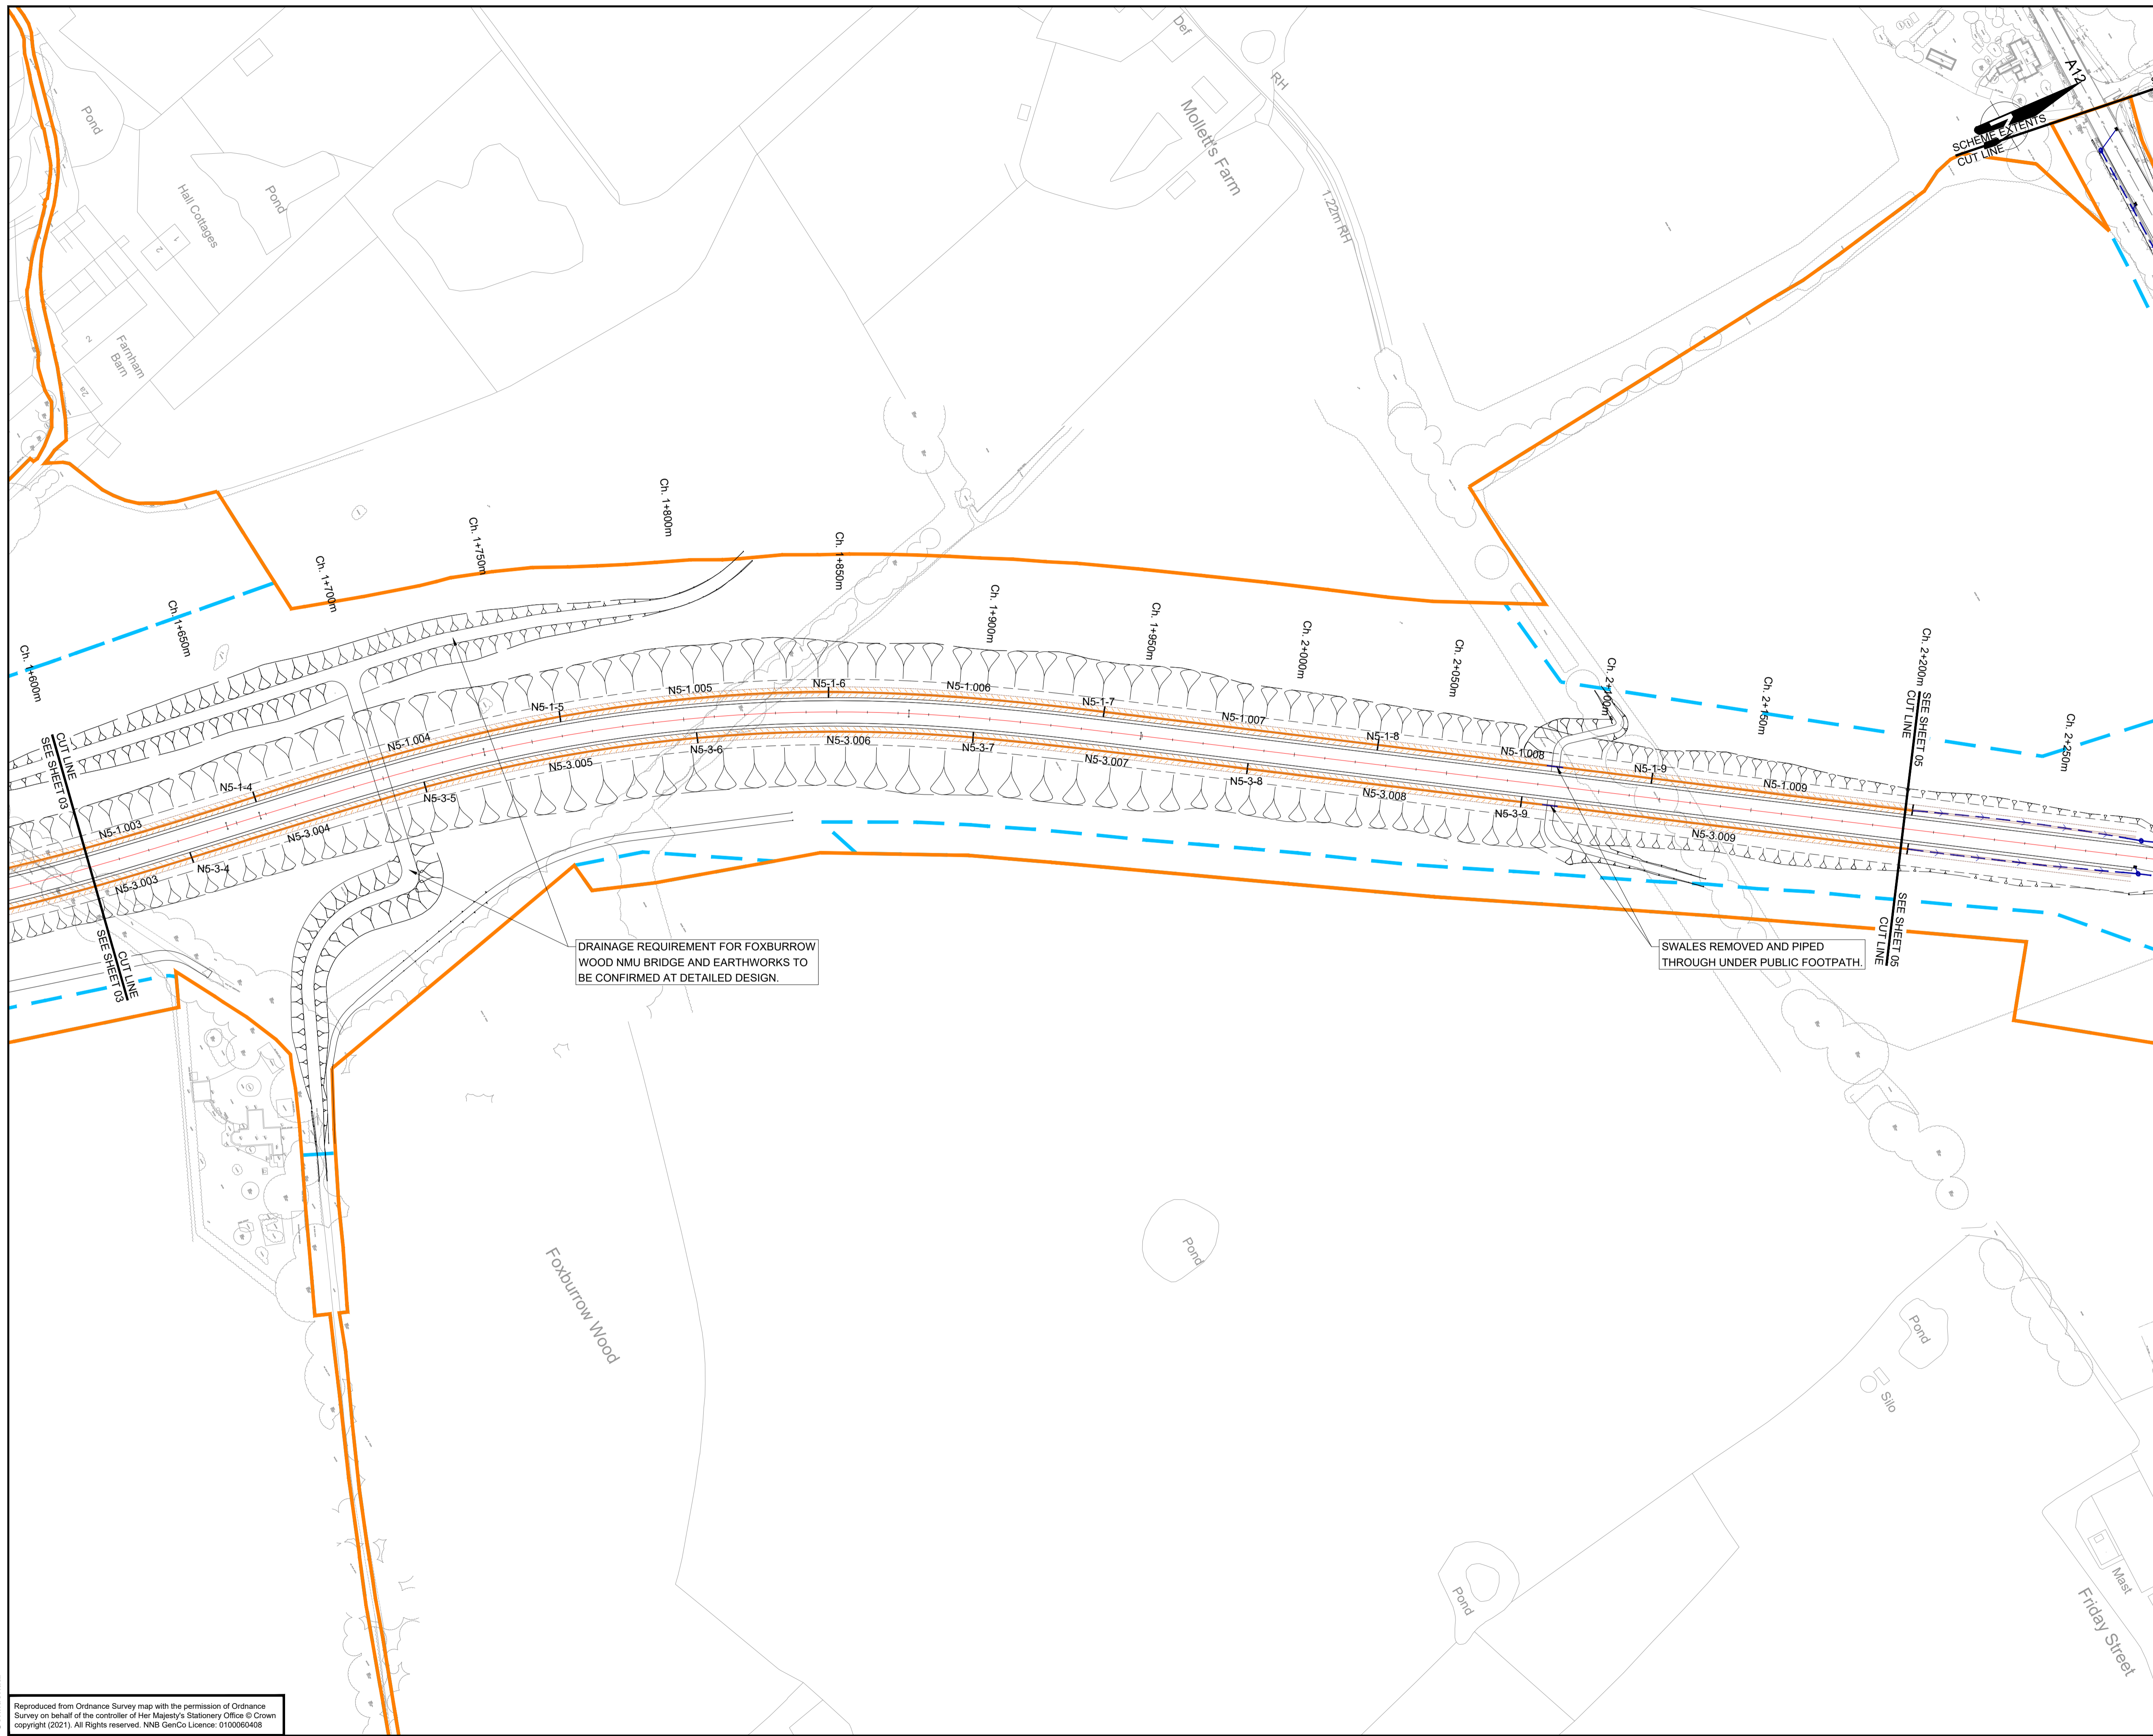 Pond
Hall Cottages
Pond
1
2
2
Farnham
Barn
2a
Def
RH
Mollett's Farm
1.22m RH
A12
SCHEME EXTENTS
CUT LINE
Ch. 1+600m
Ch. 1+650m
Ch. 1+700m
Ch. 1+750m
Ch. 1+800m
Ch. 1+850m
Ch. 1+900m
Ch. 1+950m
Ch. 2+000m
Ch. 2+050m
Ch. 2+100m
Ch. 2+150m
Ch. 2+200m
Ch. 2+250m
CUT LINE
SEE SHEET 03
SEE SHEET 05
CUT LINE
N5-1.003
N5-1-4
N5-1.004
N5-1-5
N5-1.005
N5-1-6
N5-1.006
N5-1-7
N5-1.007
N5-1-8
N5-1.008
N5-1-9
N5-1.009
N5-3.003
N5-3-4
N5-3.004
N5-3-5
N5-3.005
N5-3-6
N5-3.006
N5-3-7
N5-3.007
N5-3-8
N5-3.008
N5-3-9
N5-3.009
CUT LINE
SEE SHEET 03
SEE SHEET 05
CUT LINE
DRAINAGE REQUIREMENT FOR FOXBURROW
WOOD NMU BRIDGE AND EARTHWORKS TO
BE CONFIRMED AT DETAILED DESIGN.
SWALES REMOVED AND PIPED
THROUGH UNDER PUBLIC FOOTPATH.
Foxburrow Wood
Pond
Pond
Silo
Pond
Mast
Friday Street
Reproduced from Ordnance Survey map with the permission of Ordnance
Survey on behalf of the controller of Her Majesty's Stationery Office © Crown
copyright (2021). All Rights reserved. NNB GenCo Licence: 0100060408